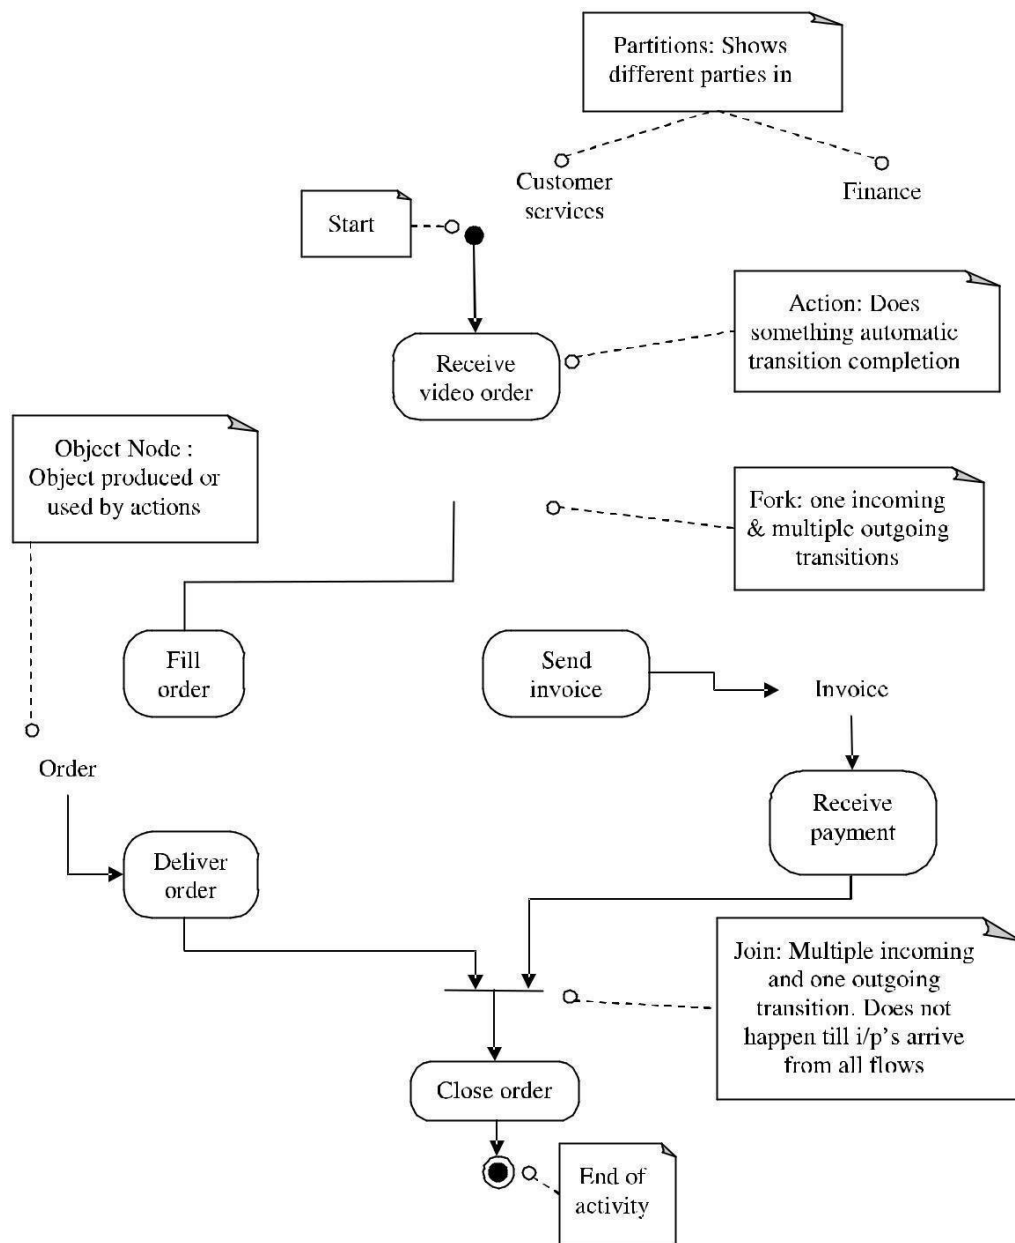 Partitions: Shows
different parties in
Customer
services
Finance
Start
Action: Does
something automatic
transition completion
Receive
video order
Object Node :
Object produced or
used by actions
Fork: one incoming
& multiple outgoing
transitions
Fill
order
Send
invoice
Invoice
Order
Receive
payment
Deliver
order
Join: Multiple incoming
and one outgoing
transition. Does not
happen till i/p's arrive
from all flows
Close order
End of
activity